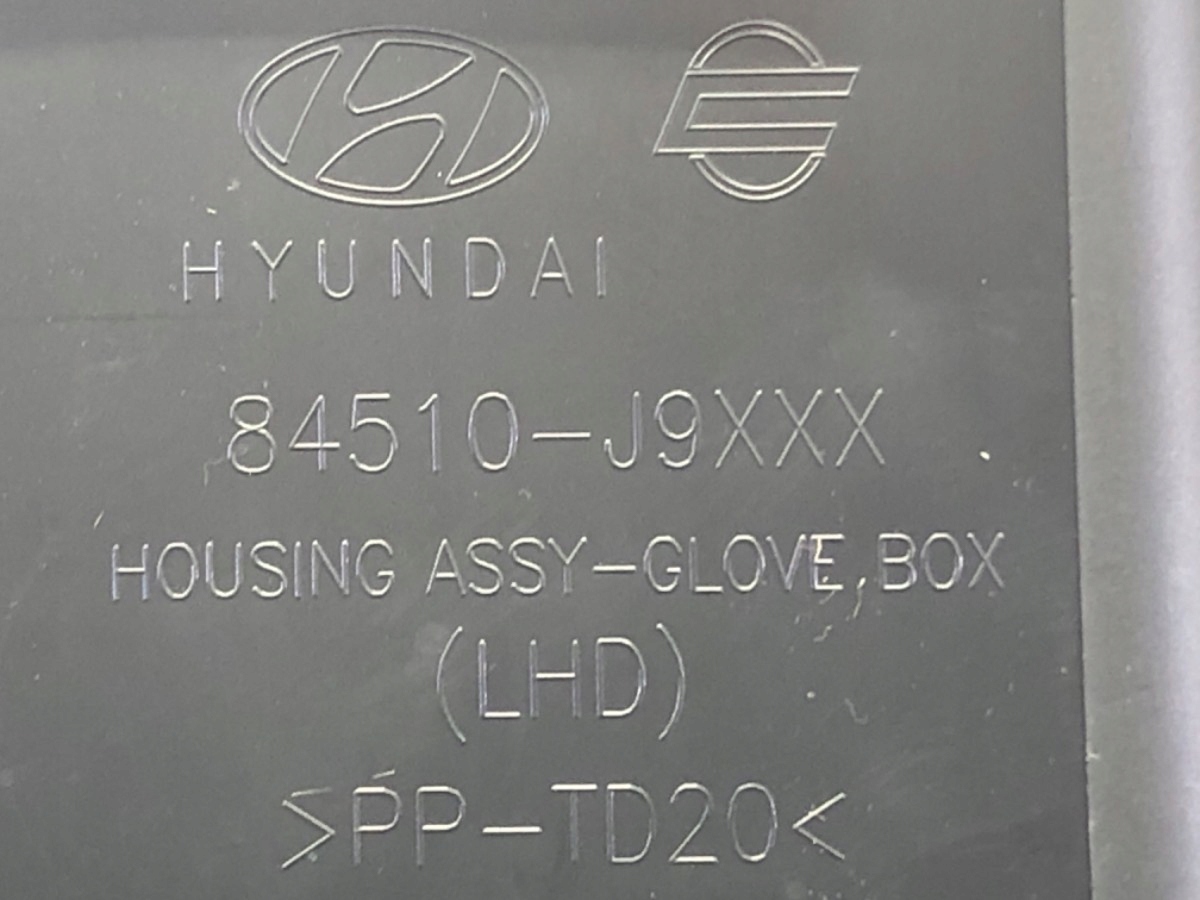 HYUNDAI
84510-J9XXX
HOUSING ASSY-GLOVE BOX
(LHD)
>PP-TD20<